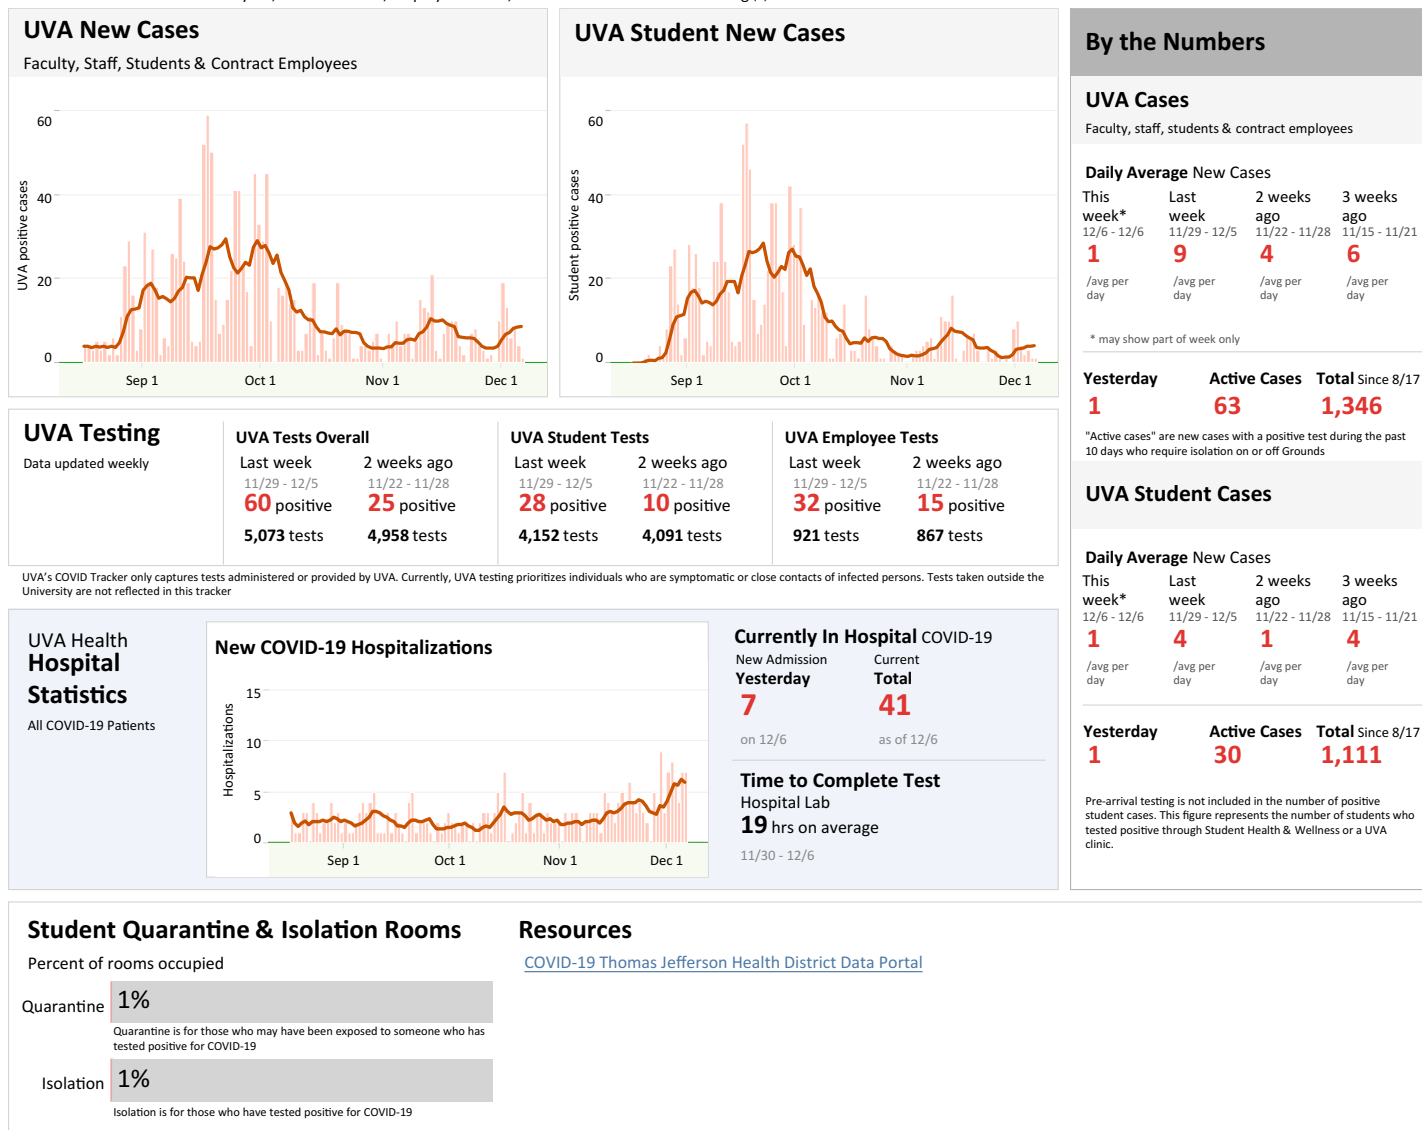 UVA New Cases
Faculty, Staff, Students & Contract Employees
60
40
20
0
UVA positive cases
Sep 1
Oct 1
Nov 1
Dec 1
UVA Student New Cases
60
40
20
0
Student positive cases
Sep 1
Oct 1
Nov 1
Dec 1
By the Numbers
UVA Cases
Faculty, staff, students & contract employees
Daily Average New Cases
This week* Last week 2 weeks ago 3 weeks ago
12/6 - 12/6 11/29 - 12/5 11/22 - 11/28 11/15 - 11/21
1 9 4 6
/avg per day /avg per day /avg per day /avg per day
* may show part of week only
Yesterday Active Cases Total Since 8/17
1 63 1,346
"Active cases" are new cases with a positive test during the past
10 days who require isolation on or off Grounds
UVA Student Cases
Daily Average New Cases
This week* Last week 2 weeks ago 3 weeks ago
12/6 - 12/6 11/29 - 12/5 11/22 - 11/28 11/15 - 11/21
1 4 1 4
/avg per day /avg per day /avg per day /avg per day
Yesterday Active Cases Total Since 8/17
1 30 1,111
Pre-arrival testing is not included in the number of positive
student cases. This figure represents the number of students who
tested positive through Student Health & Wellness or a UVA
clinic.
UVA Testing
Data updated weekly
UVA Tests Overall
Last week 2 weeks ago
11/29 - 12/5 11/22 - 11/28
60 positive 25 positive
5,073 tests 4,958 tests
UVA Student Tests
Last week 2 weeks ago
11/29 - 12/5 11/22 - 11/28
28 positive 10 positive
4,152 tests 4,091 tests
UVA Employee Tests
Last week 2 weeks ago
11/29 - 12/5 11/22 - 11/28
32 positive 15 positive
921 tests 867 tests
UVA's COVID Tracker only captures tests administered or provided by UVA. Currently, UVA testing prioritizes individuals who are symptomatic or close contacts of infected persons. Tests taken outside the
University are not reflected in this tracker
UVA Health
Hospital
Statistics
All COVID-19 Patients
New COVID-19 Hospitalizations
15
10
5
0
Hospitalizations
Sep 1
Oct 1
Nov 1
Dec 1
Currently In Hospital COVID-19
New Admission Current
Yesterday Total
7 41
on 12/6 as of 12/6
Time to Complete Test
Hospital Lab
19 hrs on average
11/30 - 12/6
Student Quarantine & Isolation Rooms
Percent of rooms occupied
Quarantine 1%
Quarantine is for those who may have been exposed to someone who has
tested positive for COVID-19
Isolation 1%
Isolation is for those who have tested positive for COVID-19
Resources
COVID-19 Thomas Jefferson Health District Data Portal